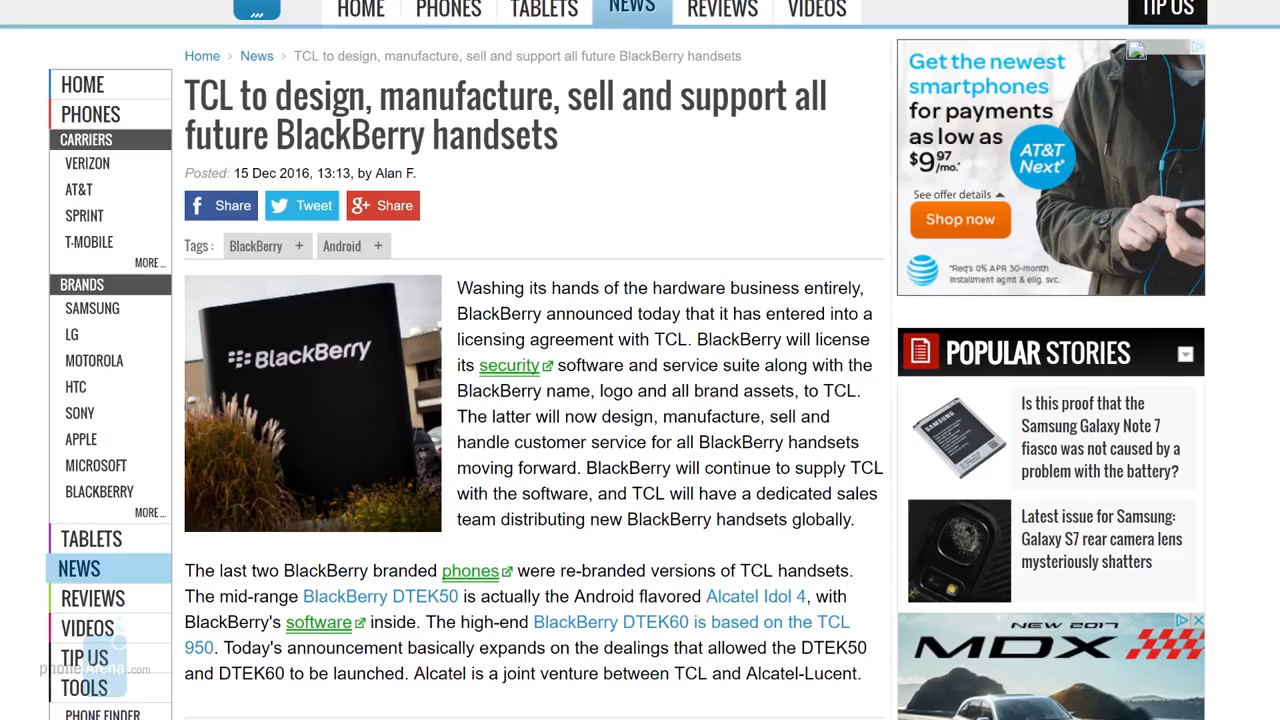 HOME PHONES TABLETS NEWS REVIEWS VIDEOS TIP US
Home › News › TCL to design, manufacture, sell and support all future BlackBerry handsets
HOME
PHONES
CARRIERS
VERIZON
AT&T
SPRINT
T-MOBILE
MORE ...
BRANDS
SAMSUNG
LG
MOTOROLA
HTC
SONY
APPLE
MICROSOFT
BLACKBERRY
MORE ...
TABLETS
NEWS
REVIEWS
VIDEOS
TIP US
TOOLS
PHONE FINDER
phoneArena.com
TCL to design, manufacture, sell and support all
future BlackBerry handsets
Posted: 15 Dec 2016, 13:13, by Alan F.
f Share Tweet g+ Share
Tags : BlackBerry + Android +
BlackBerry
Washing its hands of the hardware business entirely,
BlackBerry announced today that it has entered into a
licensing agreement with TCL. BlackBerry will license
its security software and service suite along with the
BlackBerry name, logo and all brand assets, to TCL.
The latter will now design, manufacture, sell and
handle customer service for all BlackBerry handsets
moving forward. BlackBerry will continue to supply TCL
with the software, and TCL will have a dedicated sales
team distributing new BlackBerry handsets globally.
The last two BlackBerry branded phones were re-branded versions of TCL handsets.
The mid-range BlackBerry DTEK50 is actually the Android flavored Alcatel Idol 4, with
BlackBerry's software inside. The high-end BlackBerry DTEK60 is based on the TCL
950. Today's announcement basically expands on the dealings that allowed the DTEK50
and DTEK60 to be launched. Alcatel is a joint venture between TCL and Alcatel-Lucent.
Get the newest
smartphones
for payments
as low as
$9.97/mo.*
AT&T
Next℠
See offer details
Shop now
*Req's 0% APR 30-month
installment agmt & elig. svc.
POPULAR STORIES
SAMSUNG
Is this proof that the
Samsung Galaxy Note 7
fiasco was not caused by a
problem with the battery?
Latest issue for Samsung:
Galaxy S7 rear camera lens
mysteriously shatters
NEW 2017
MDX